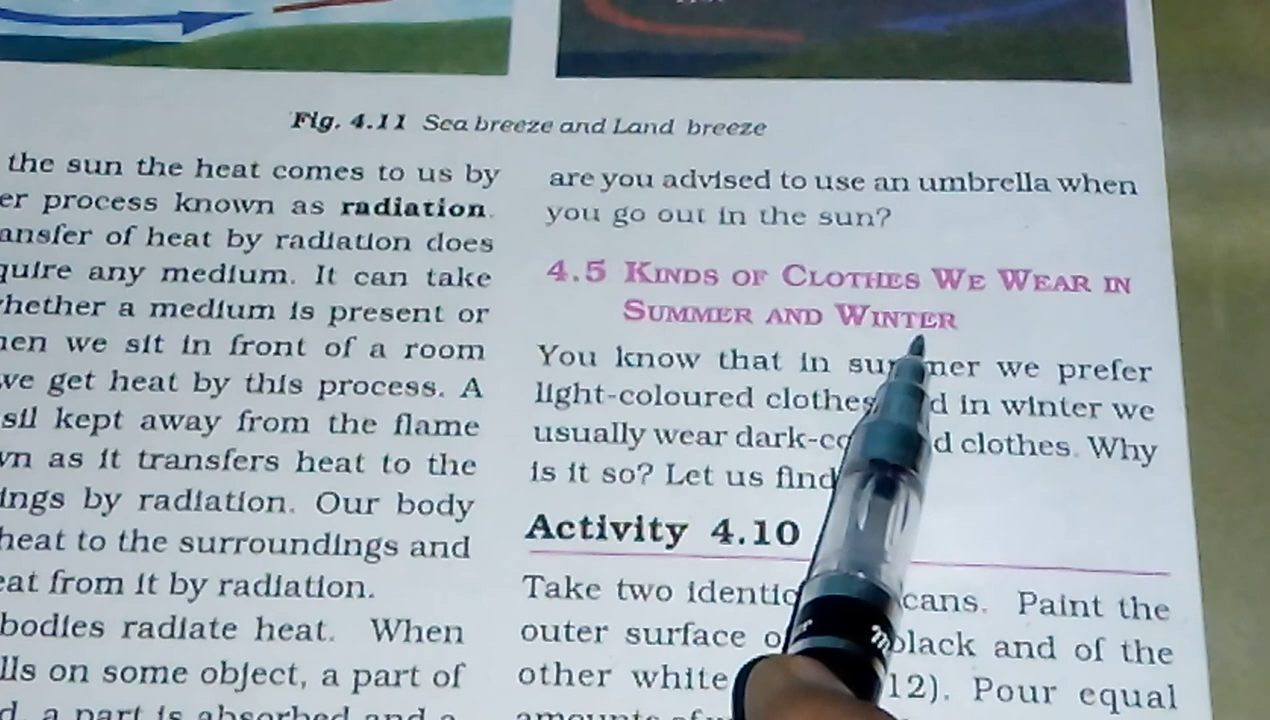 Fig. 4.11 Sea breeze and Land breeze
the sun the heat comes to us by
er process known as radiation.
ansfer of heat by radiation does
quire any medium. It can take
hether a medium is present or
en we sit in front of a room
we get heat by this process. A
sil kept away from the flame
wn as it transfers heat to the
ings by radiation. Our body
heat to the surroundings and
eat from it by radiation.
bodies radiate heat. When
lls on some object, a part of
d, a part is absorbed and a
are you advised to use an umbrella when
you go out in the sun?
4.5 KINDS OF CLOTHES WE WEAR IN
SUMMER AND WINTER
You know that in summer we prefer
light-coloured clothes d in winter we
usually wear dark-co d clothes. Why
is it so? Let us find
Activity 4.10
Take two identic cans. Paint the
outer surface o black and of the
other white 12). Pour equal
amounts of